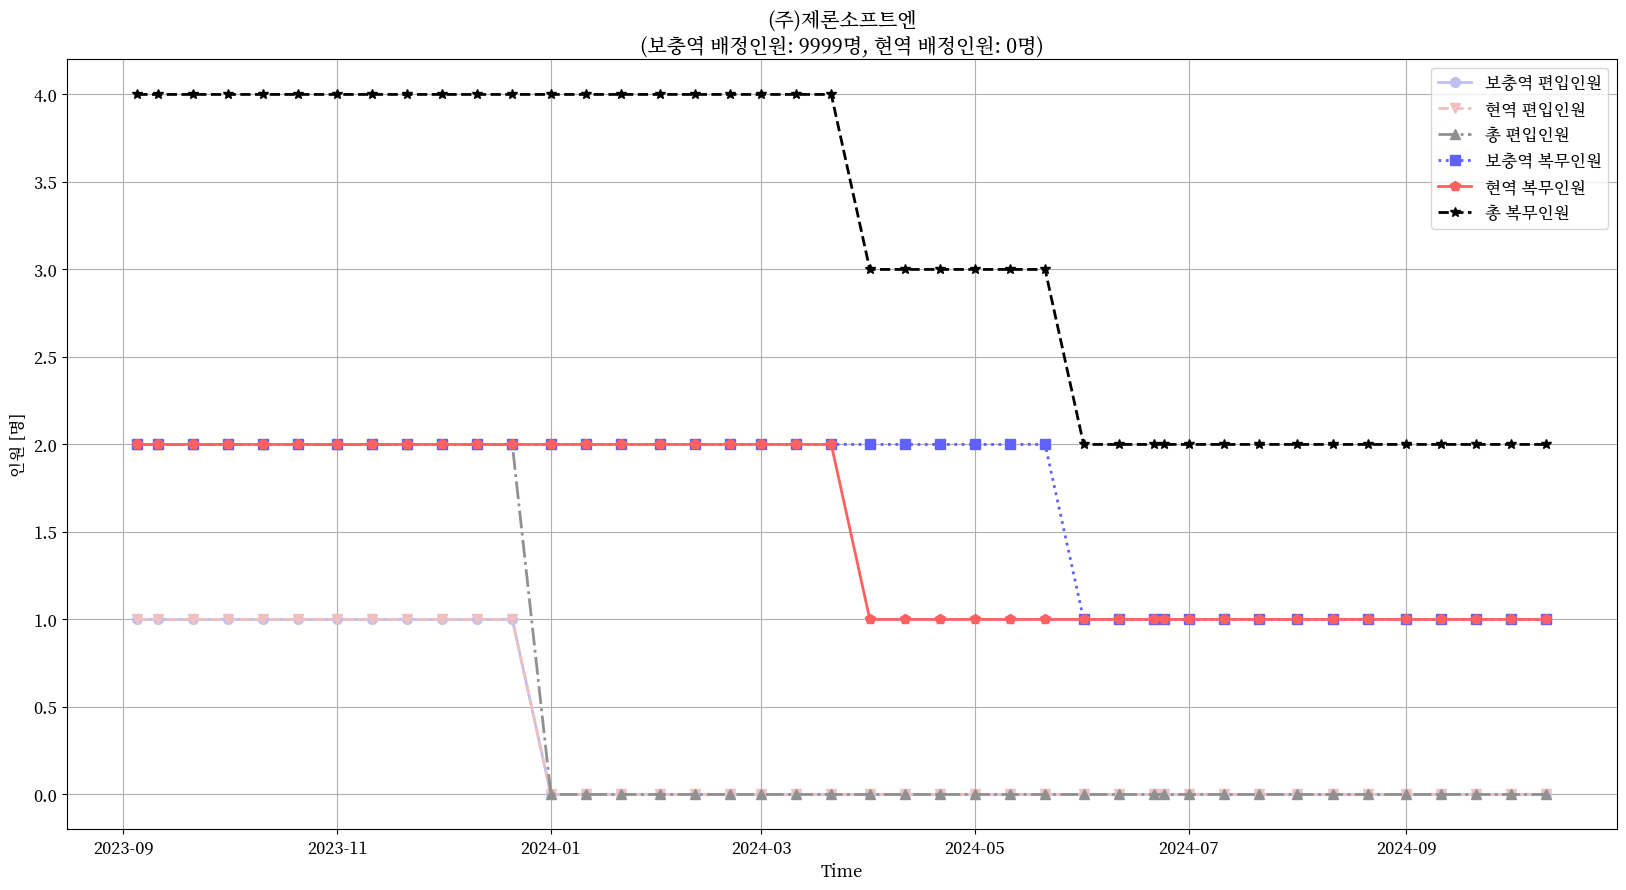 (주)제론소프트엔
(보충역 배정인원: 9999명, 현역 배정인원: 0명)
보충역 편입인원
현역 편입인원
총 편입인원
보충역 복무인원
현역 복무인원
총 복무인원
인원 [명]
4.0
3.5
3.0
2.5
2.0
1.5
1.0
0.5
0.0
2023-09 2023-11 2024-01 2024-03 2024-05 2024-07 2024-09
Time